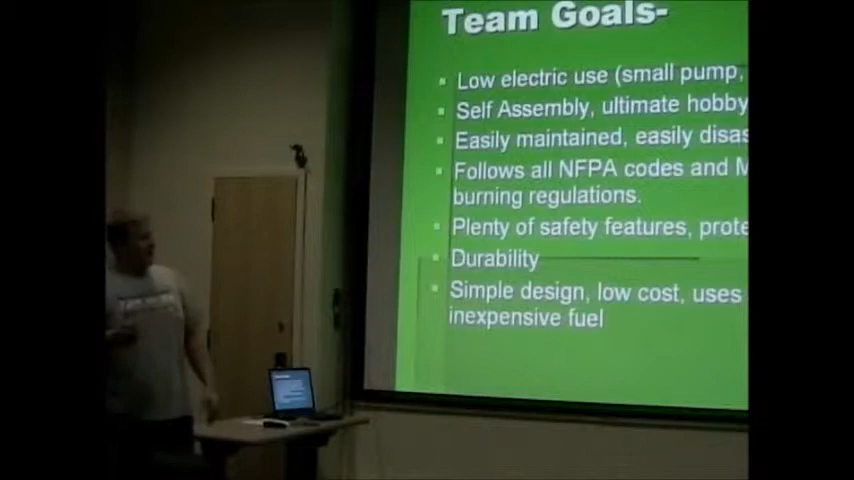 Team Goals-
Low electric use (small pump,
Self Assembly, ultimate hobby
Easily maintained, easily disas
Follows all NFPA codes and M
burning regulations.
Plenty of safety features, prote
Durability
Simple design, low cost, uses
inexpensive fuel